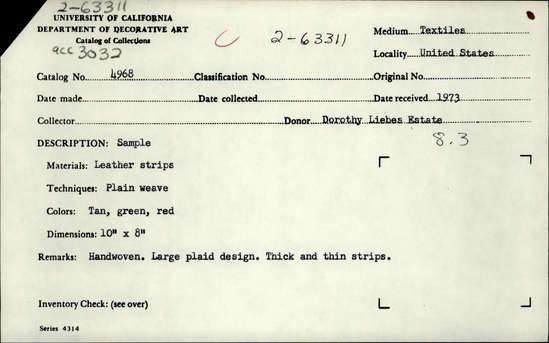 2-63311
UNIVERSITY OF CALIFORNIA
DEPARTMENT OF DECORATIVE ART
Catalog of Collections
acc 3032
C 2-63311
Medium Textiles
Locality United States
Catalog No. 4968 Classification No. Original No.
Date made Date collected Date received 1973
Collector Donor Dorothy Liebes Estate
8.3
DESCRIPTION: Sample
Materials: Leather strips
Techniques: Plain weave
Colors: Tan, green, red
Dimensions: 10" x 8"
Remarks: Handwoven. Large plaid design. Thick and thin strips.
Inventory Check: (see over)
Series 4314